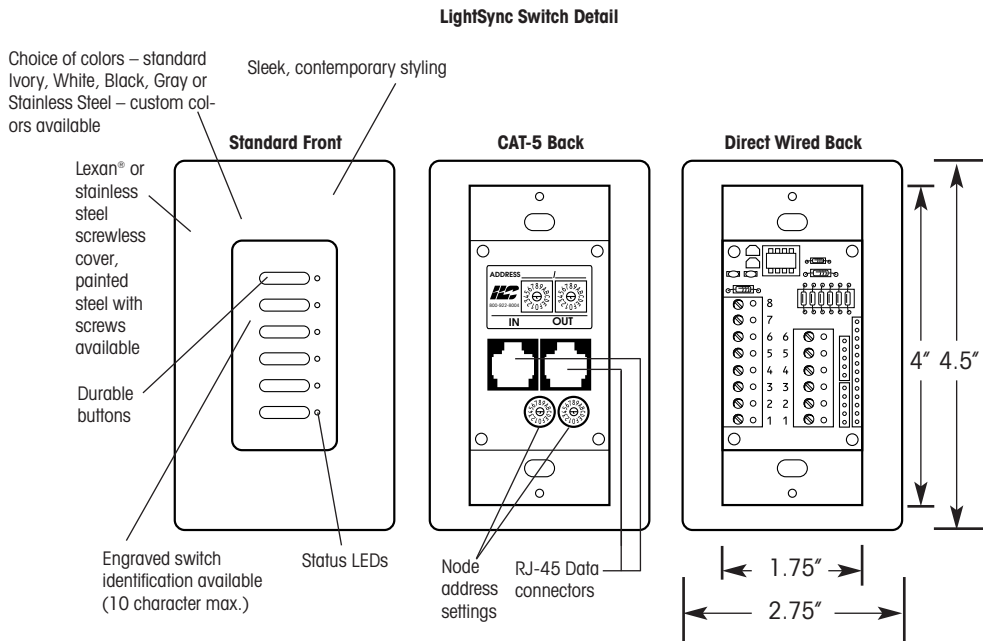 LightSync Switch Detail
Choice of colors – standard
Ivory, White, Black, Gray or
Stainless Steel – custom col-
ors available
Sleek, contemporary styling
Standard Front
CAT-5 Back
Direct Wired Back
Lexan® or
stainless
steel
screwless
cover,
painted
steel with
screws
available
Durable
buttons
Engraved switch
identification available
(10 character max.)
Status LEDs
ADDRESS /
ILC
800-922-8004
IN OUT
Node
address
settings
RJ-45 Data
connectors
8
7
6 6
5 5
4 4
3 3
2 2
1 1
4″ 4.5″
1.75″
2.75″